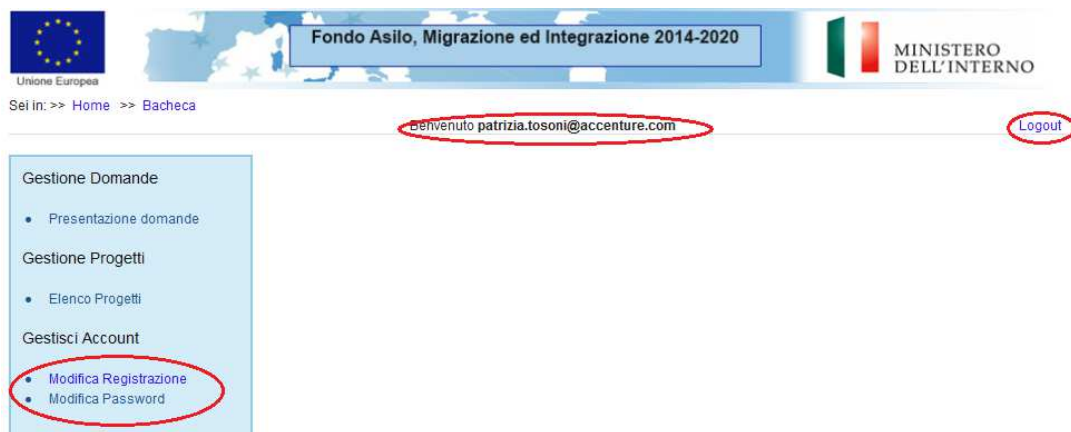 Unione Europea
Fondo Asilo, Migrazione ed Integrazione 2014-2020
MINISTERO
DELL'INTERNO
Sei in: >> Home >> Bacheca
Benvenuto patrizia.tosoni@accenture.com
Logout
Gestione Domande
Presentazione domande
Gestione Progetti
Elenco Progetti
Gestisci Account
Modifica Registrazione
Modifica Password